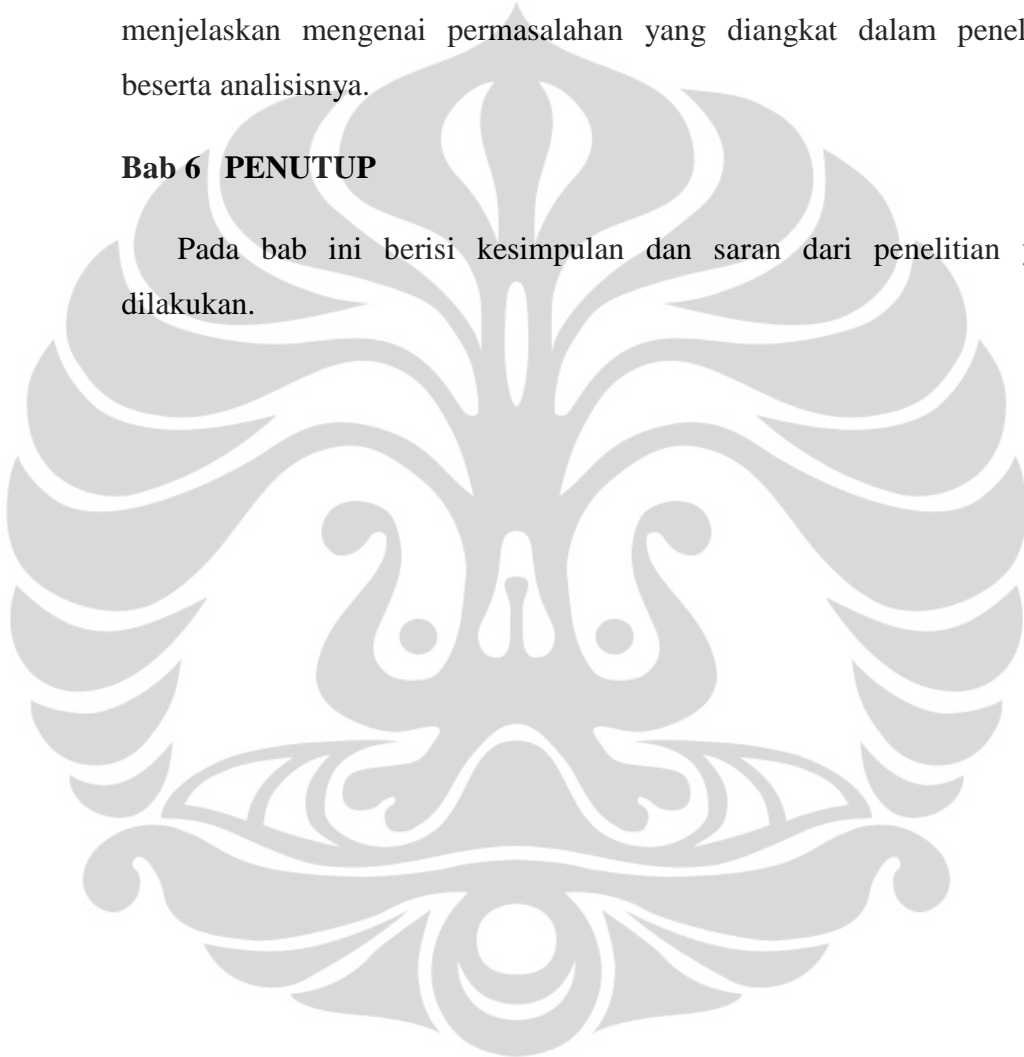 menjelaskan mengenai permasalahan yang diangkat dalam
beserta analisisnya.
Bab 6 PENUTUP
Pada bab ini berisi kesimpulan dan saran dari penelitian
dilakukan.